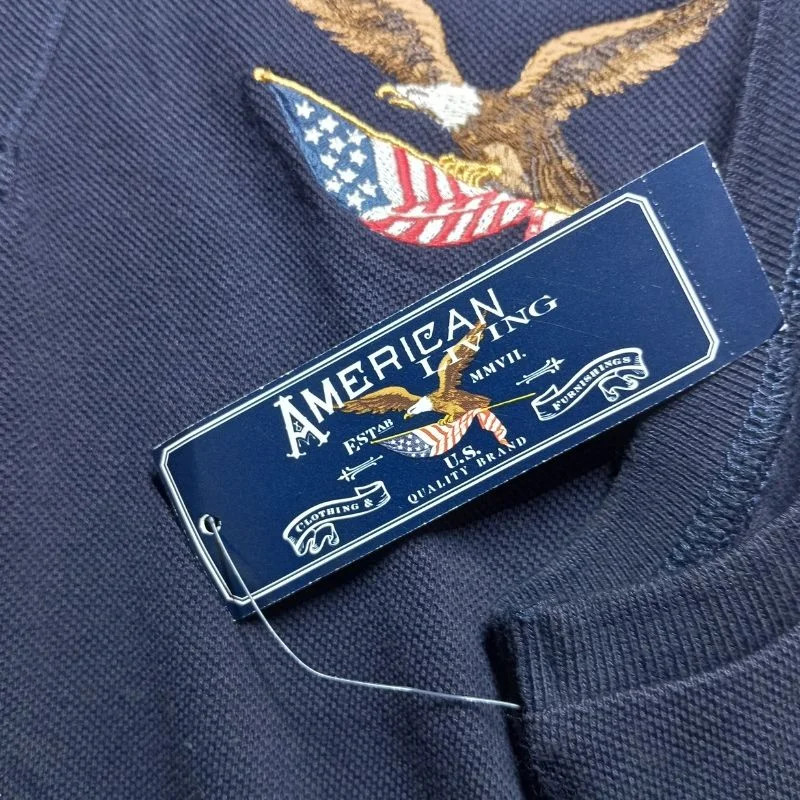 AMERICAN
LIVING
ESTAB MMVII.
U.S.
QUALITY BRAND
CLOTHING &
FURNISHINGS